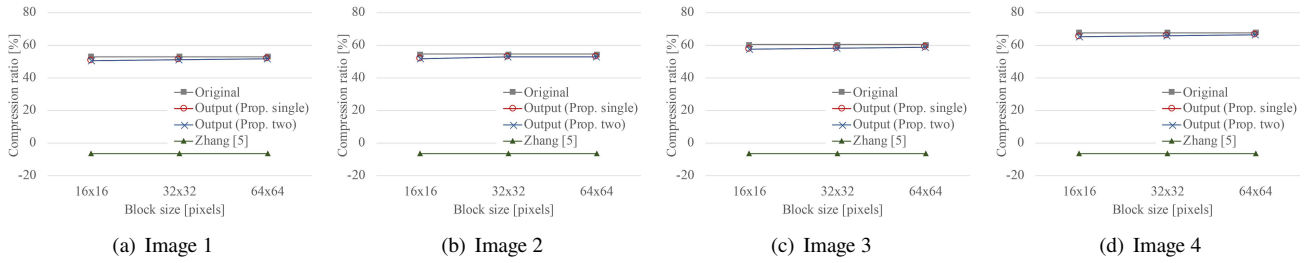 Compression ratio [%]
80
60
40
20
0
-20
Original
Output (Prop. single)
Output (Prop. two)
Zhang [5]
16x16 32x32 64x64
Block size [pixels]
(a) Image 1
Compression ratio [%]
80
60
40
20
0
-20
Original
Output (Prop. single)
Output (Prop. two)
Zhang [5]
16x16 32x32 64x64
Block size [pixels]
(b) Image 2
Compression ratio [%]
80
60
40
20
0
-20
Original
Output (Prop. single)
Output (Prop. two)
Zhang [5]
16x16 32x32 64x64
Block size [pixels]
(c) Image 3
Compression ratio [%]
80
60
40
20
0
-20
Original
Output (Prop. single)
Output (Prop. two)
Zhang [5]
16x16 32x32 64x64
Block size [pixels]
(d) Image 4